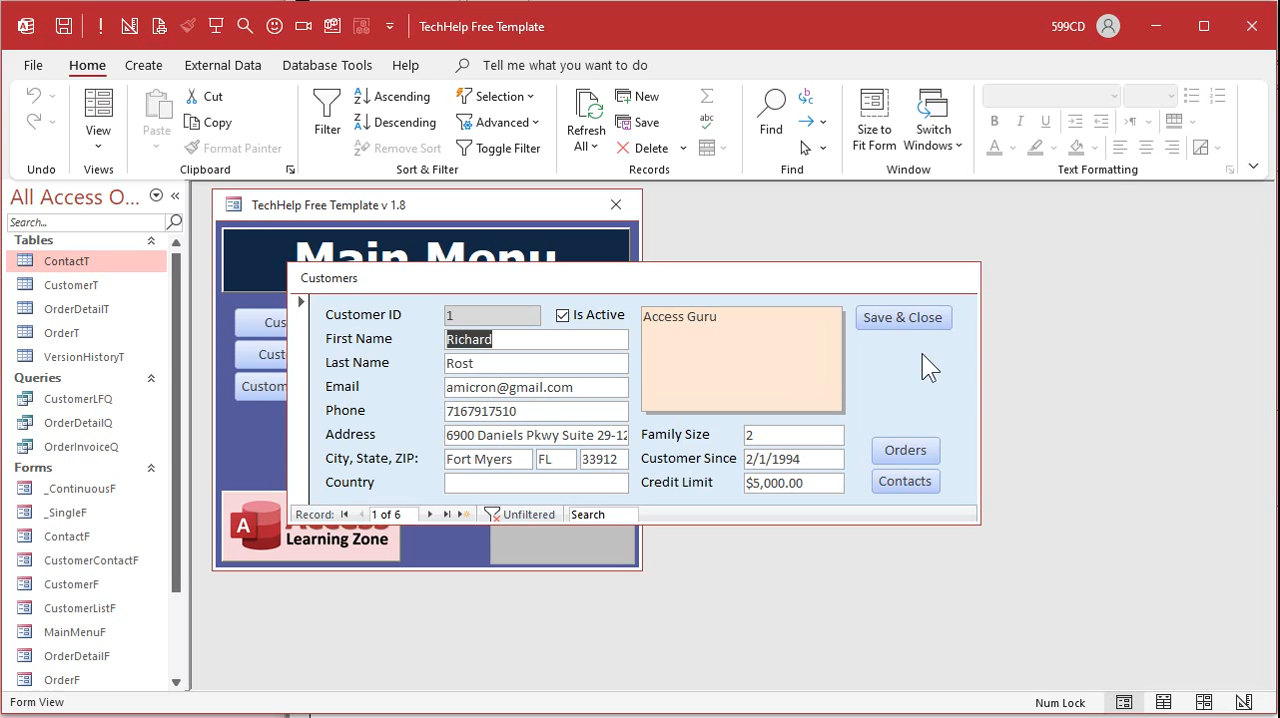 TechHelp Free Template
599CD
File Home Create External Data Database Tools Help Tell me what you want to do
Undo
View
Views
Paste
Cut
Copy
Format Painter
Clipboard
Filter
Ascending
Descending
Remove Sort
Selection
Advanced
Toggle Filter
Sort & Filter
Refresh
All
New
Save
Delete
Records
Find
Find
Size to
Fit Form
Switch
Windows
Window
B I U
A
Text Formatting
All Access O...
Search...
Tables
ContactT
CustomerT
OrderDetailT
OrderT
VersionHistoryT
Queries
CustomerLFQ
OrderDetailQ
OrderInvoiceQ
Forms
_ContinuousF
_SingleF
ContactF
CustomerContactF
CustomerF
CustomerListF
MainMenuF
OrderDetailF
OrderF
TechHelp Free Template v 1.8
Main Menu
Cus
Cust
Custom
A
Learning Zone
Customers
Customer ID 1 Is Active
First Name Richard
Last Name Rost
Email amicron@gmail.com
Phone 7167917510
Address 6900 Daniels Pkwy Suite 29-12
City, State, ZIP: Fort Myers FL 33912
Country
Access Guru
Family Size 2
Customer Since 2/1/1994
Credit Limit $5,000.00
Save & Close
Orders
Contacts
Record: 1 of 6 Unfiltered Search
Form View
Num Lock